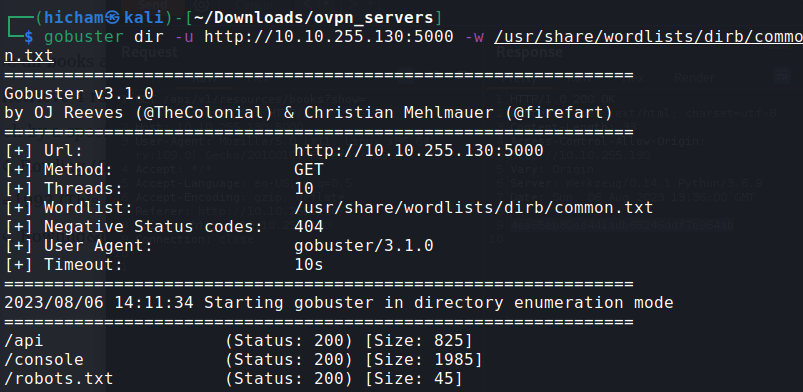 ┌──(hicham㉿kali)-[~/Downloads/ovpn_servers]
└─$ gobuster dir -u http://10.10.255.130:5000 -w /usr/share/wordlists/dirb/commo
n.txt
===============================================================
Gobuster v3.1.0
by OJ Reeves (@TheColonial) & Christian Mehlmauer (@firefart)
===============================================================
[+] Url:                     http://10.10.255.130:5000
[+] Method:                  GET
[+] Threads:                 10
[+] Wordlist:                /usr/share/wordlists/dirb/common.txt
[+] Negative Status codes:   404
[+] User Agent:              gobuster/3.1.0
[+] Timeout:                 10s
===============================================================
2023/08/06 14:11:34 Starting gobuster in directory enumeration mode
===============================================================
/api                  (Status: 200) [Size: 825]
/console              (Status: 200) [Size: 1985]
/robots.txt           (Status: 200) [Size: 45]